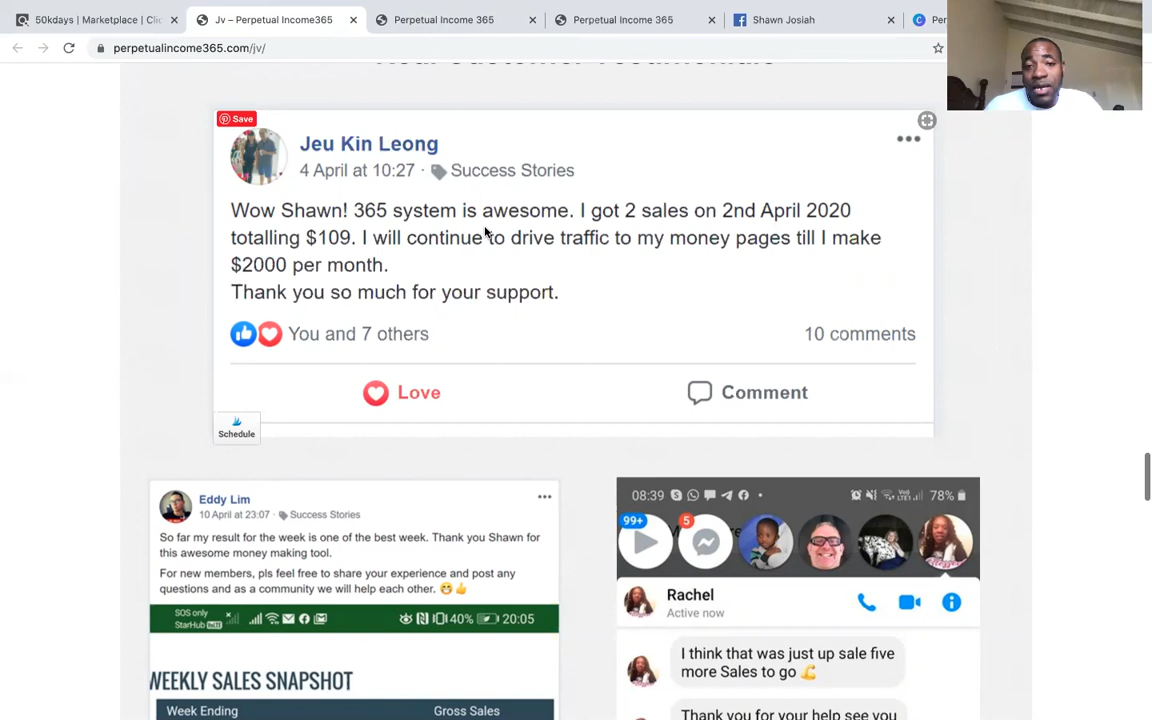 50kdays | Marketplace | Clic
Jv – Perpetual Income365
Perpetual Income 365
Perpetual Income 365
Shawn Josiah
Per
perpetualincome365.com/jv/
Real Customer Testimonials
Save
Jeu Kin Leong
4 April at 10:27 · Success Stories
Wow Shawn! 365 system is awesome. I got 2 sales on 2nd April 2020
totalling $109. I will continue to drive traffic to my money pages till I make
$2000 per month.
Thank you so much for your support.
You and 7 others
10 comments
Love
Comment
Schedule
Eddy Lim
10 April at 23:07 · Success Stories
So far my result for the week is one of the best week. Thank you Shawn for
this awesome money making tool.
For new members, pls feel free to share your experience and post any
questions and as a community we will help each other.
SOS only
StarHub
40%
20:05
WEEKLY SALES SNAPSHOT
Week Ending
Gross Sales
08:39
78%
99+
5
Rachel
Active now
I think that was just up sale five
more Sales to go
Thank you for your help see you